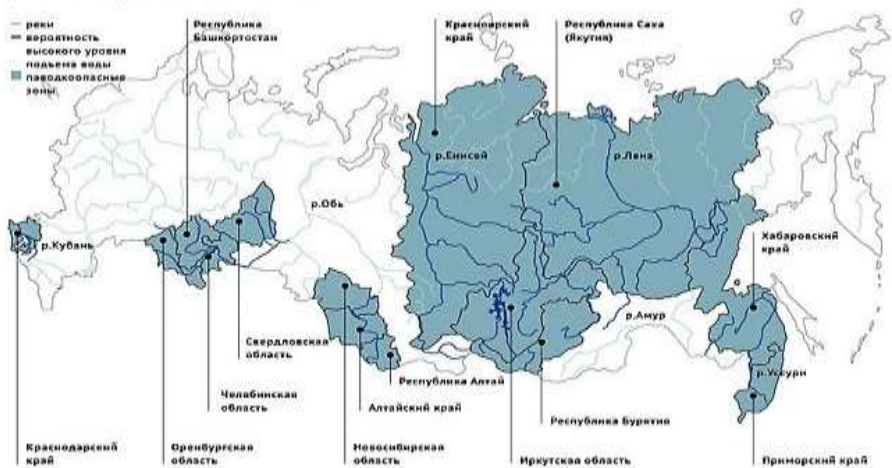 реки
вероятность
высокого уровня
подъема воды
паводкоопасные
зоны
Республика
Башкортостан
Красноярский
край
Республика Саха
(Якутия)
р.Енисей
р.Лена
р.Обь
р.Кубань
Хабаровский
край
р.Амур
р.Уссури
Свердловская
область
Челябинская
область
Республика Алтай
Алтайский край
Республика Бурятия
Краснодарский
край
Оренбургская
область
Новосибирская
область
Иркутская область
Приморский край